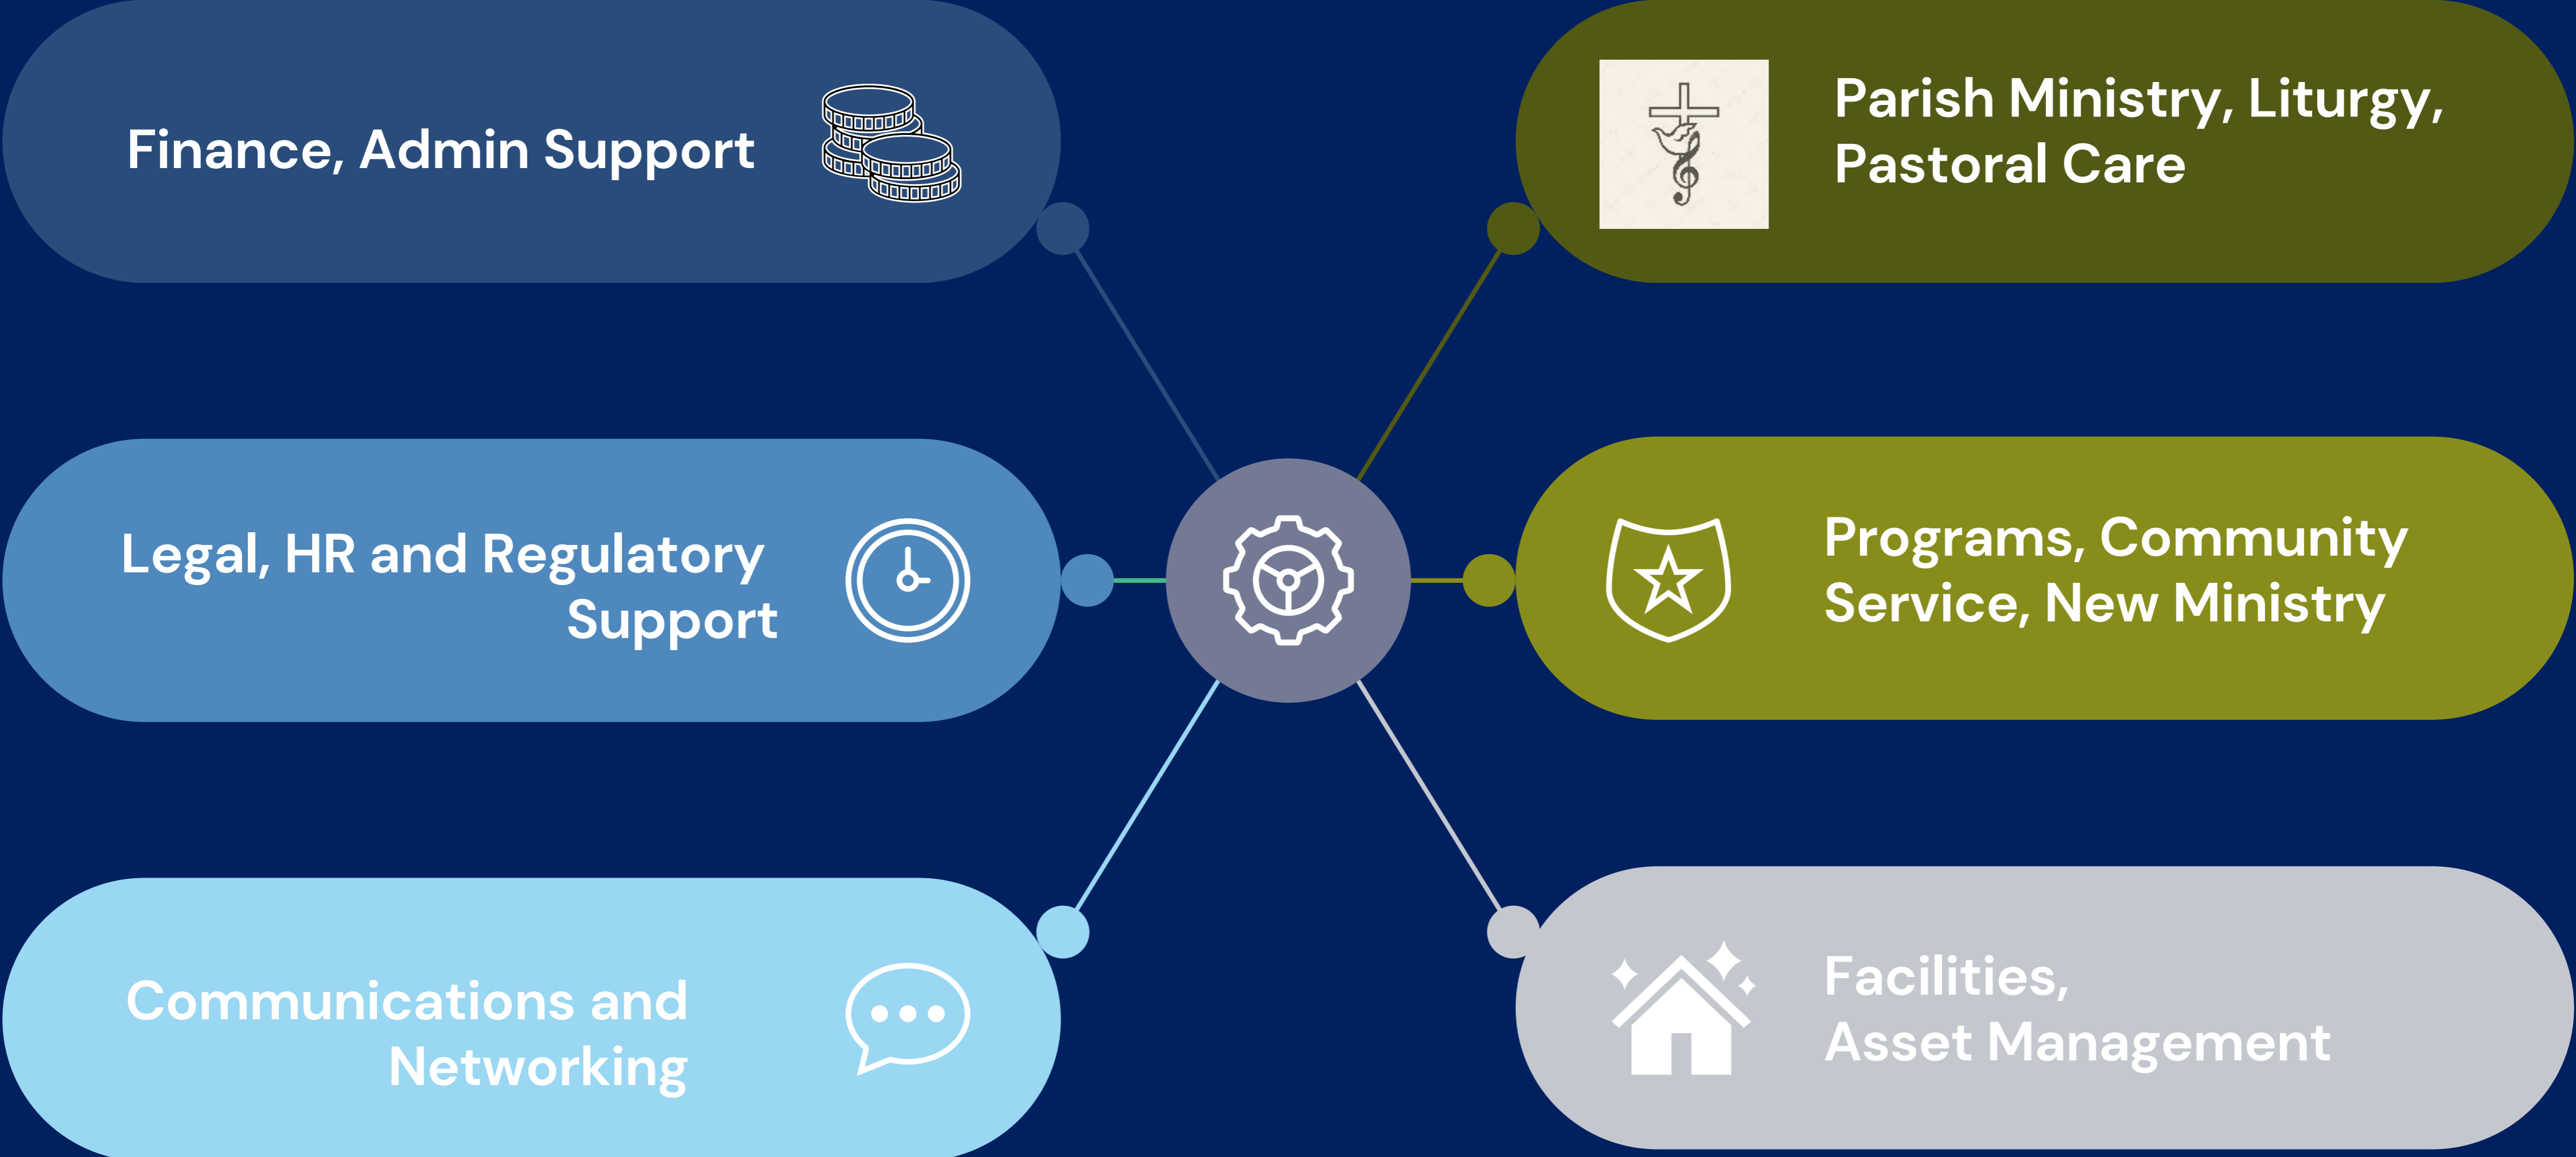 Finance, Admin Support
Parish Ministry, Liturgy,
Pastoral Care
Legal, HR and Regulatory
Support
Programs, Community
Service, New Ministry
Communications and
Networking
Facilities,
Asset Management